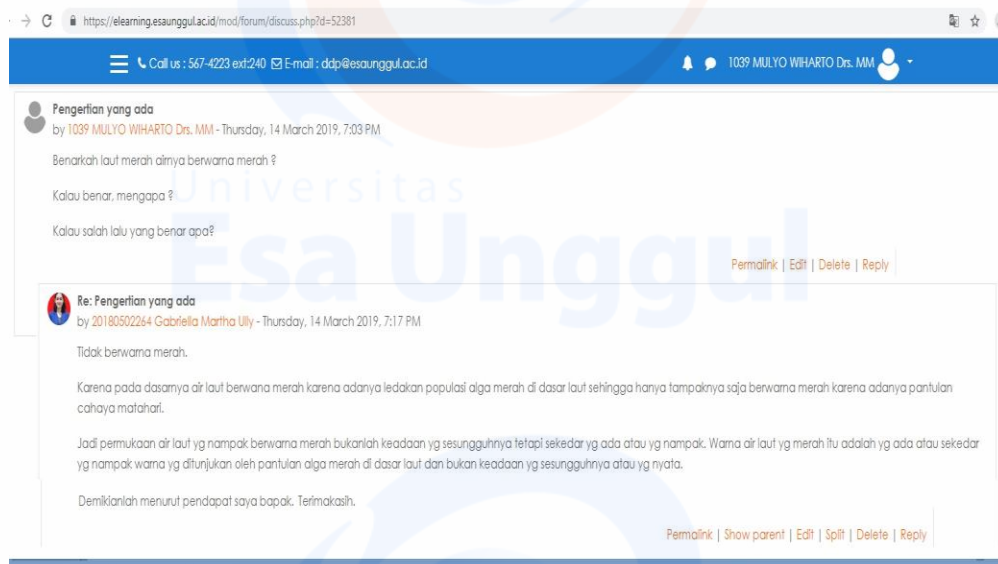 https://elearning.esaunggul.ac.id/mod/forum/discuss.php?d=52381
Call us : 567-4223 ext:240 E-mail : ddp@esaunggul.ac.id
1039 MULYO WIHARTO Drs. MM
Pengertian yang ada
by 1039 MULYO WIHARTO Drs. MM - Thursday, 14 March 2019, 7:03 PM
Benarkah laut merah airnya berwarna merah ?
Kalau benar, mengapa ?
Kalau salah lalu yang benar apa?
Universitas
Esa Unggul
Permalink | Edit | Delete | Reply
Re: Pengertian yang ada
by 20180502264 Gabriella Martha Ully - Thursday, 14 March 2019, 7:17 PM
Tidak berwarna merah.
Karena pada dasarnya air laut berwana merah karena adanya ledakan populasi alga merah di dasar laut sehingga hanya tampaknya saja berwarna merah karena adanya pantulan
cahaya matahari.
Jadi permukaan air laut yg nampak berwarna merah bukanlah keadaan yg sesungguhnya tetapi sekedar yg ada atau yg nampak. Warna air laut yg merah itu adalah yg ada atau sekedar
yg nampak warna yg ditunjukan oleh pantulan alga merah di dasar laut dan bukan keadaan yg sesungguhnya atau yg nyata.
Demikianlah menurut pendapat saya bapak. Terimakasih.
Permalink | Show parent | Edit | Split | Delete | Reply